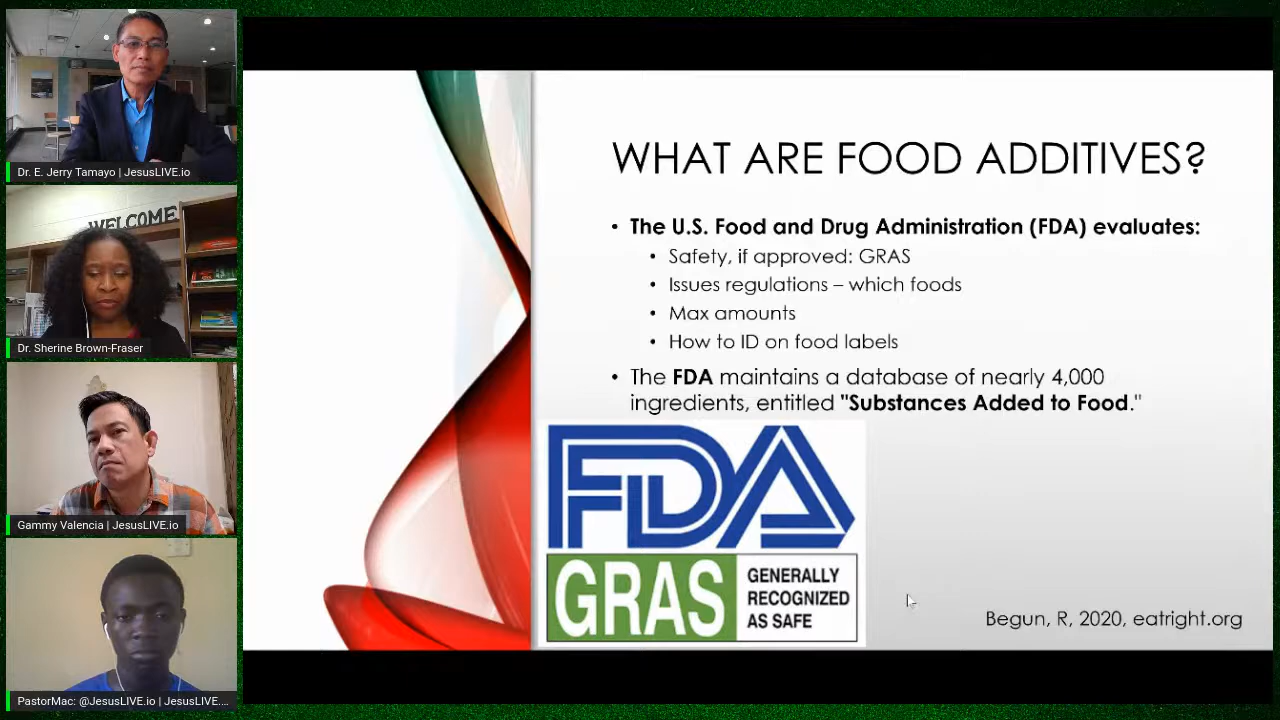 Dr. E. Jerry Tamayo | JesusLIVE.io
WELCOME
Dr. Sherine Brown-Fraser
Gammy Valencia | JesusLIVE.io
PastorMac: @JesusLIVE.io | JesusLIVE....
WHAT ARE FOOD ADDITIVES?
• The U.S. Food and Drug Administration (FDA) evaluates:
• Safety, if approved: GRAS
• Issues regulations – which foods
• Max amounts
• How to ID on food labels
• The FDA maintains a database of nearly 4,000
ingredients, entitled "Substances Added to Food."
FDA
GRAS
GENERALLY
RECOGNIZED
AS SAFE
Begun, R, 2020, eatright.org